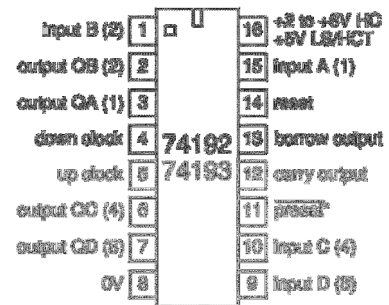 input B (2) 1
output QB (2) 2
output QA (1) 3
down clock 4
up clock 5
output QC (4) 6
output QD (8) 7
0V 8
74192
74193
16 +2 to +6V HC
+5V LS/HCT
15 input A (1)
14 reset
13 borrow output
12 carry output
11 preset*
10 input C (4)
9 input D (8)